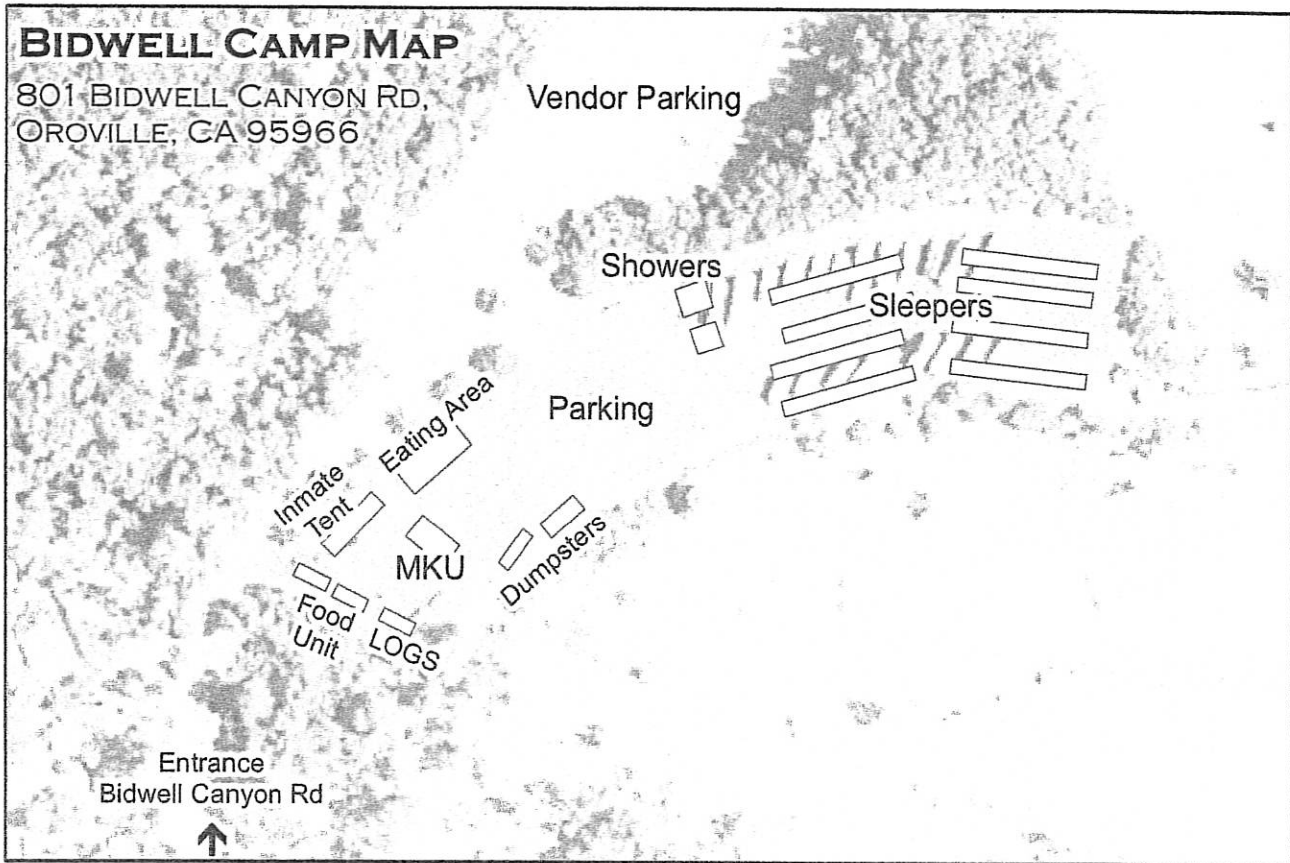 BIDWELL CAMP MAP
801 BIDWELL CANYON RD,
OROVILLE, CA 95966
Vendor Parking
Showers
Sleepers
Parking
Eating Area
Inmate
Tent
MKU
Dumpsters
Food
Unit
LOGS
Entrance
Bidwell Canyon Rd